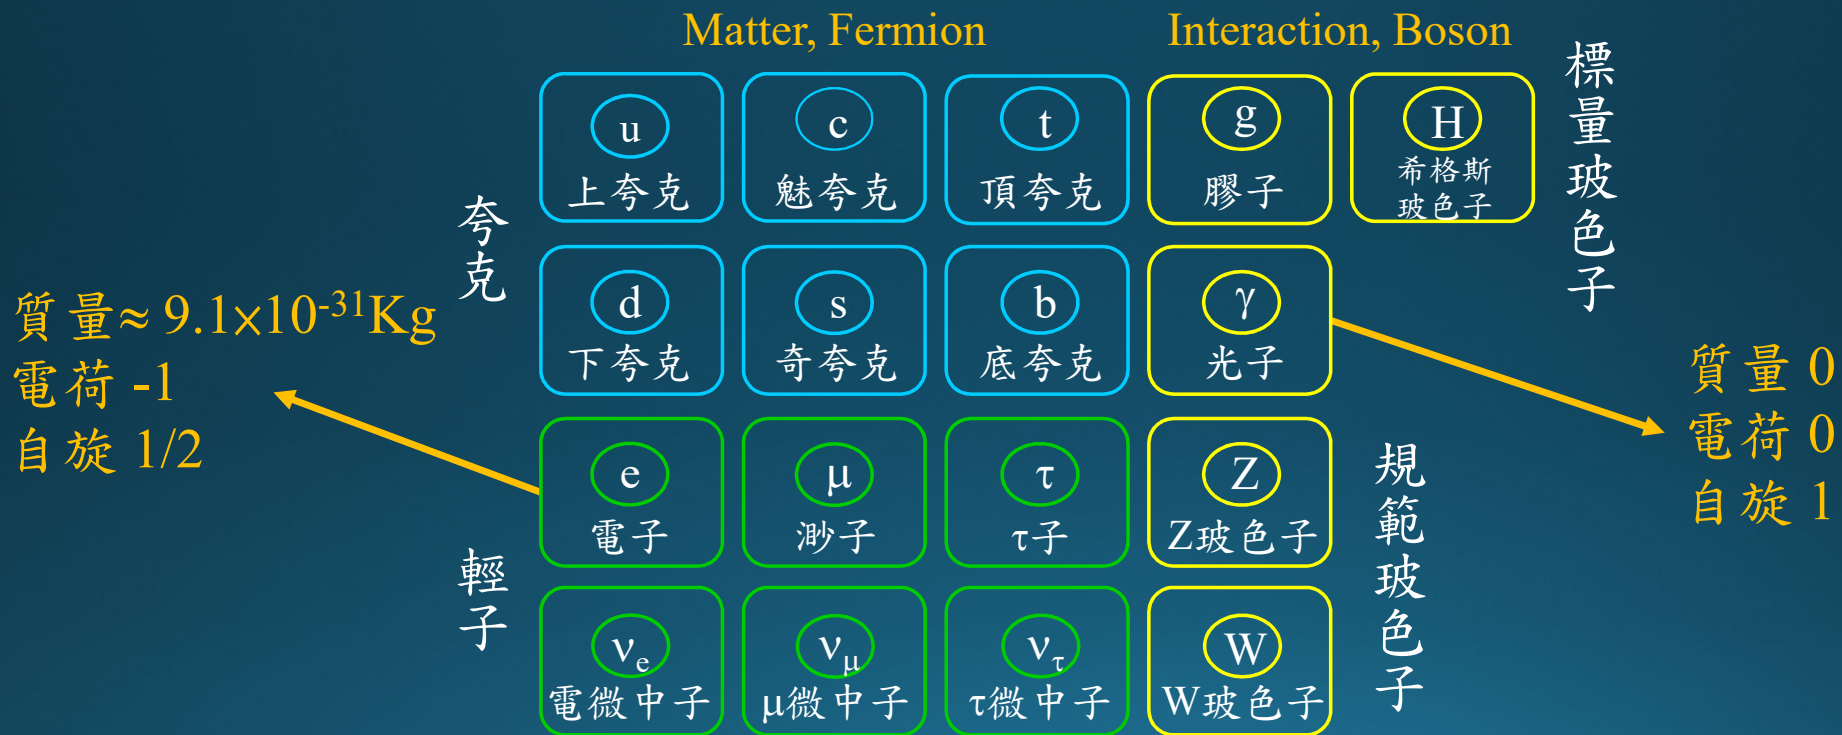 Matter, Fermion
Interaction, Boson
u
上夸克
c
魅夸克
t
頂夸克
g
膠子
H
希格斯
玻色子
標量玻色子
夸克
d
下夸克
s
奇夸克
b
底夸克
γ
光子
質量≈ 9.1×10⁻³¹Kg
電荷 -1
自旋 1/2
質量 0
電荷 0
自旋 1
e
電子
μ
渺子
τ
τ子
Z
Z玻色子
規範玻色子
輕子
νₑ
電微中子
ν_μ
μ微中子
ν_τ
τ微中子
W
W玻色子